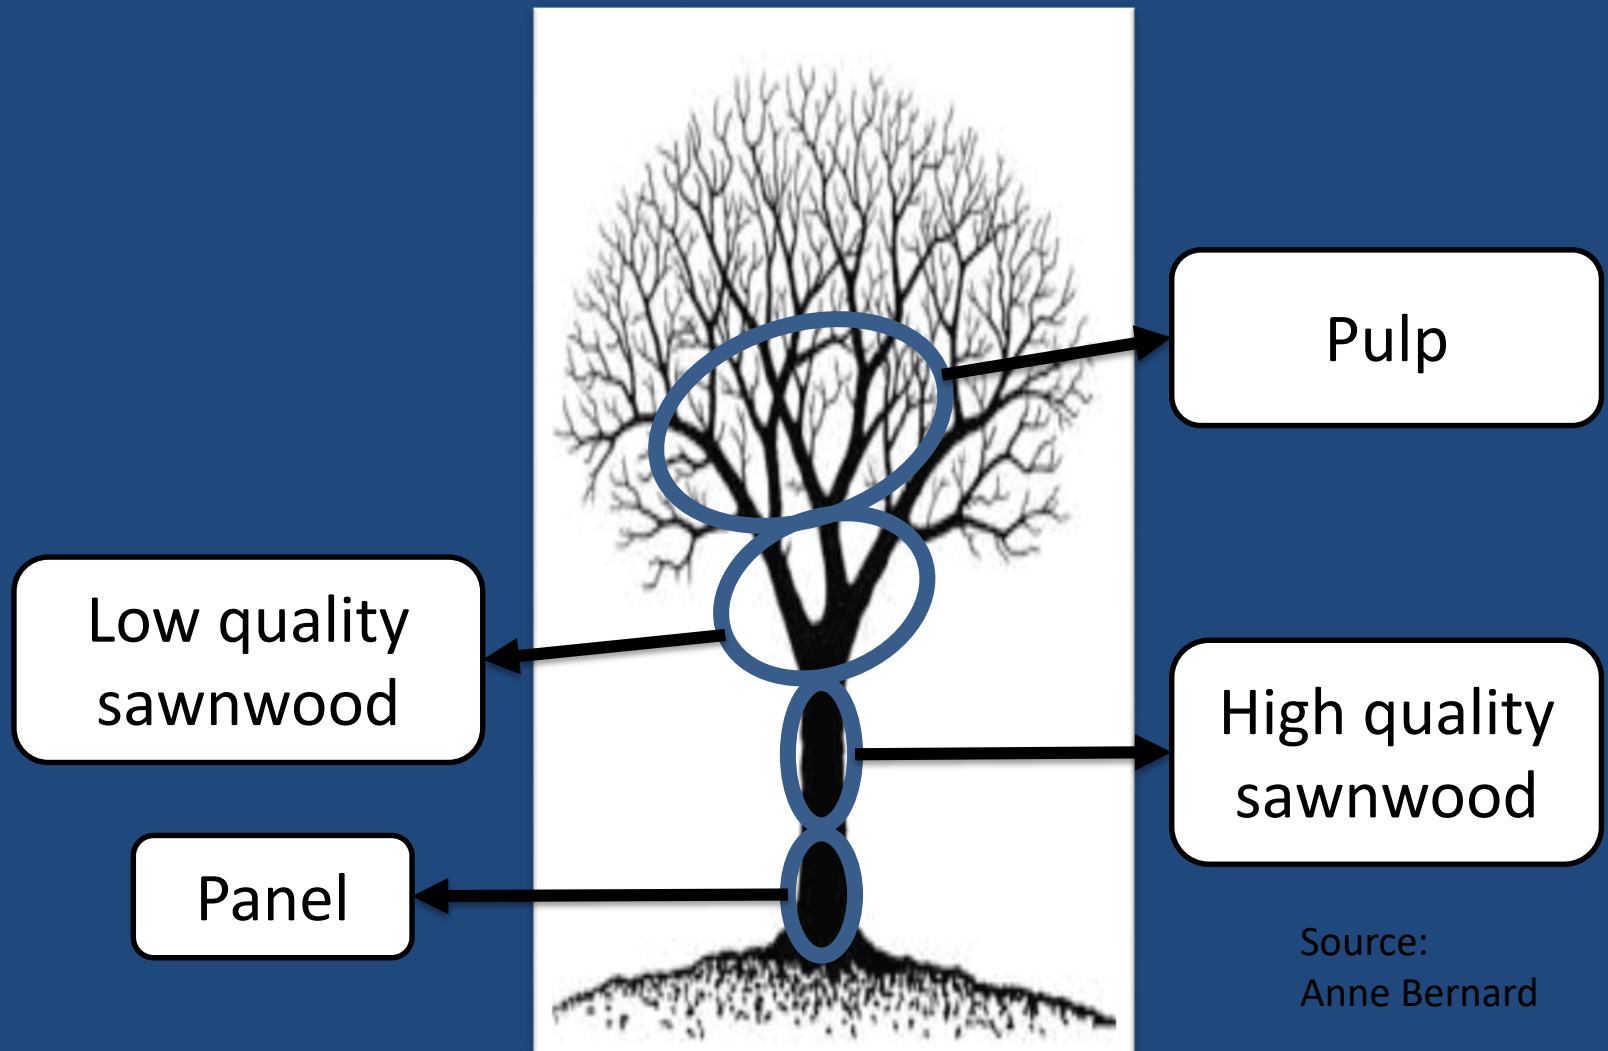 Pulp
Low quality
sawnwood
High quality
sawnwood
Panel
Source:
Anne Bernard